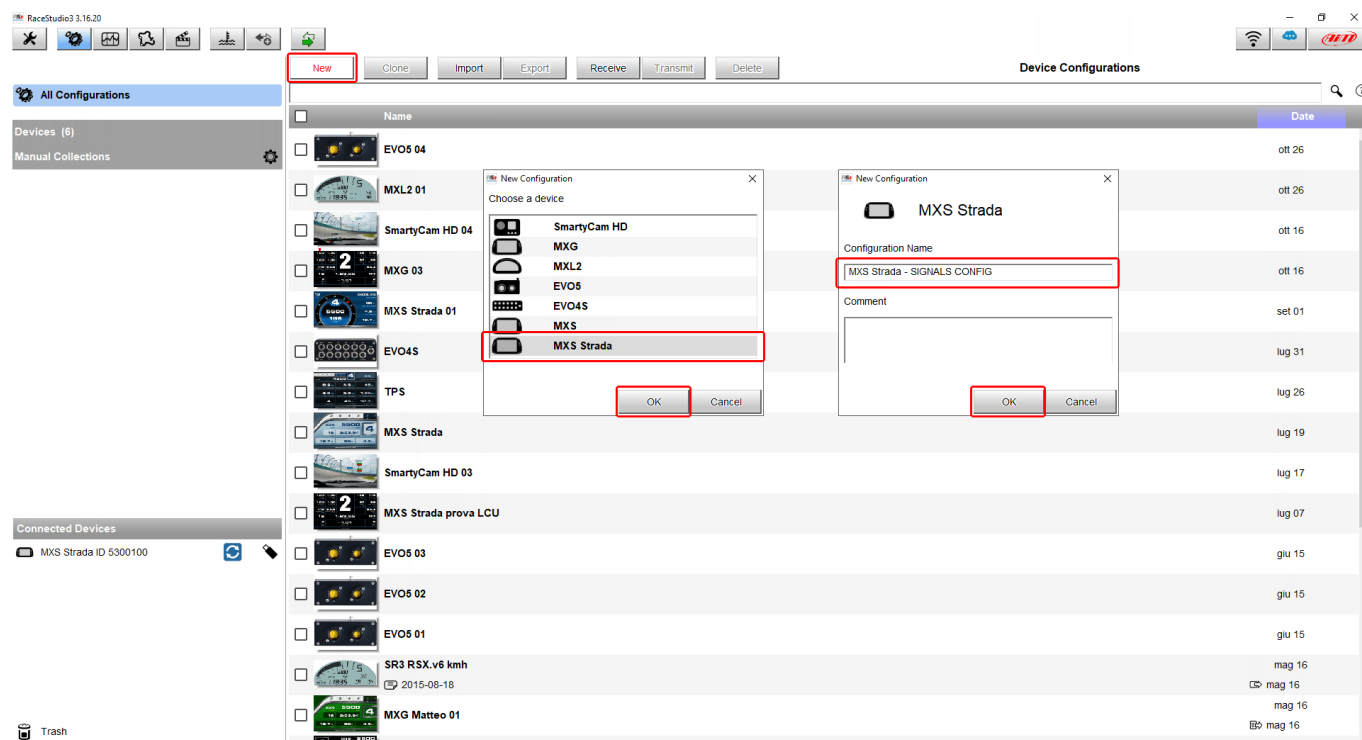 RaceStudio3 3.16.20
New Clone Import Export Receive Transmit Delete Device Configurations
All Configurations
Name Date
Devices (6)
Manual Collections
EVO5 04 ott 26
MXL2 01 ott 26
SmartyCam HD 04 ott 16
MXG 03 ott 16
MXS Strada 01 set 01
EVO4S lug 31
TPS lug 26
MXS Strada lug 19
SmartyCam HD 03 lug 17
MXS Strada prova LCU lug 07
EVO5 03 giu 15
EVO5 02 giu 15
EVO5 01 giu 15
SR3 RSX.v6 kmh mag 16
2015-08-18 mag 16
mag 16
MXG Matteo 01
mag 16
New Configuration
Choose a device
SmartyCam HD
MXG
MXL2
EVO5
EVO4S
MXS
MXS Strada
OK Cancel
New Configuration
MXS Strada
Configuration Name
MXS Strada - SIGNALS CONFIG
Comment
OK Cancel
Connected Devices
MXS Strada ID 5300100
Trash